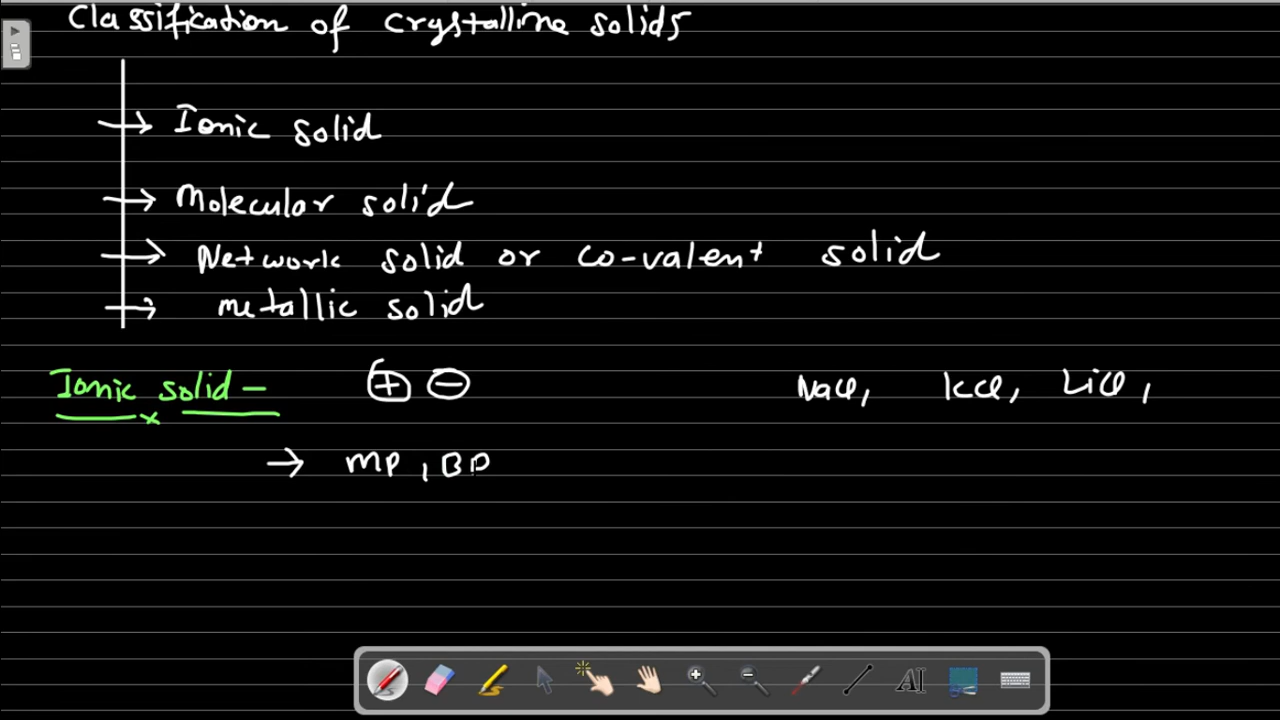 Classification of crystalline solids
→ Ionic solid
→ Molecular solid
→ Network solid or co-valent solid
→ metallic solid
Ionic solid - + - NaCl, KCl, LiCl,
→ MP, BP
AI